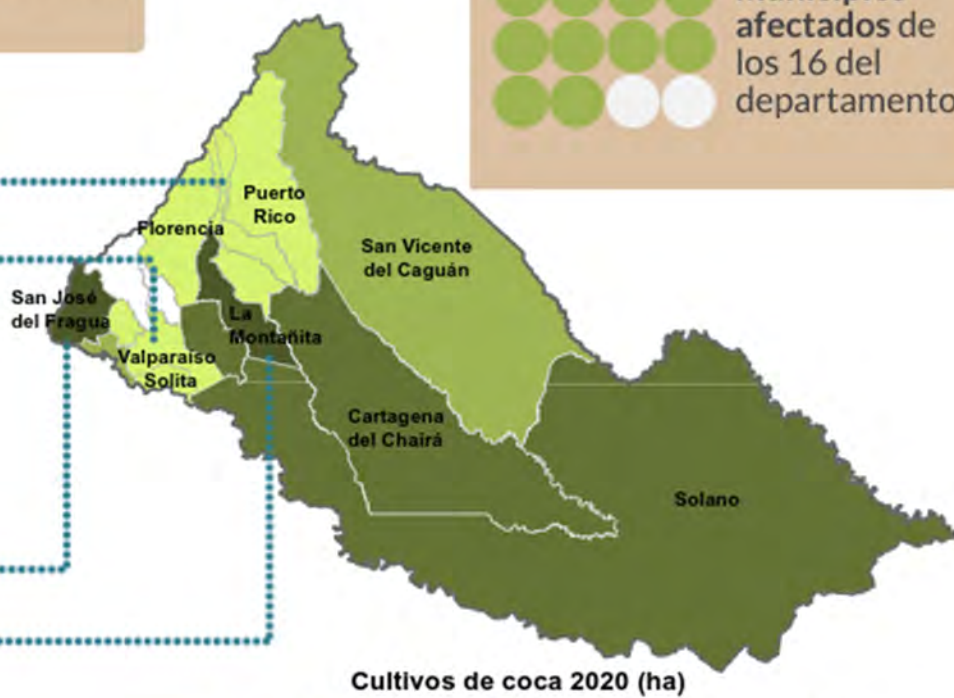 afectados de
los 16 del
departamento
Puerto
Rico
Florencia
San Vicente
del Caguán
San José
del Fragua
La
Montañita
Valparaíso
Solita
Cartagena
del Chairá
Solano
Cultivos de coca 2020 (ha)